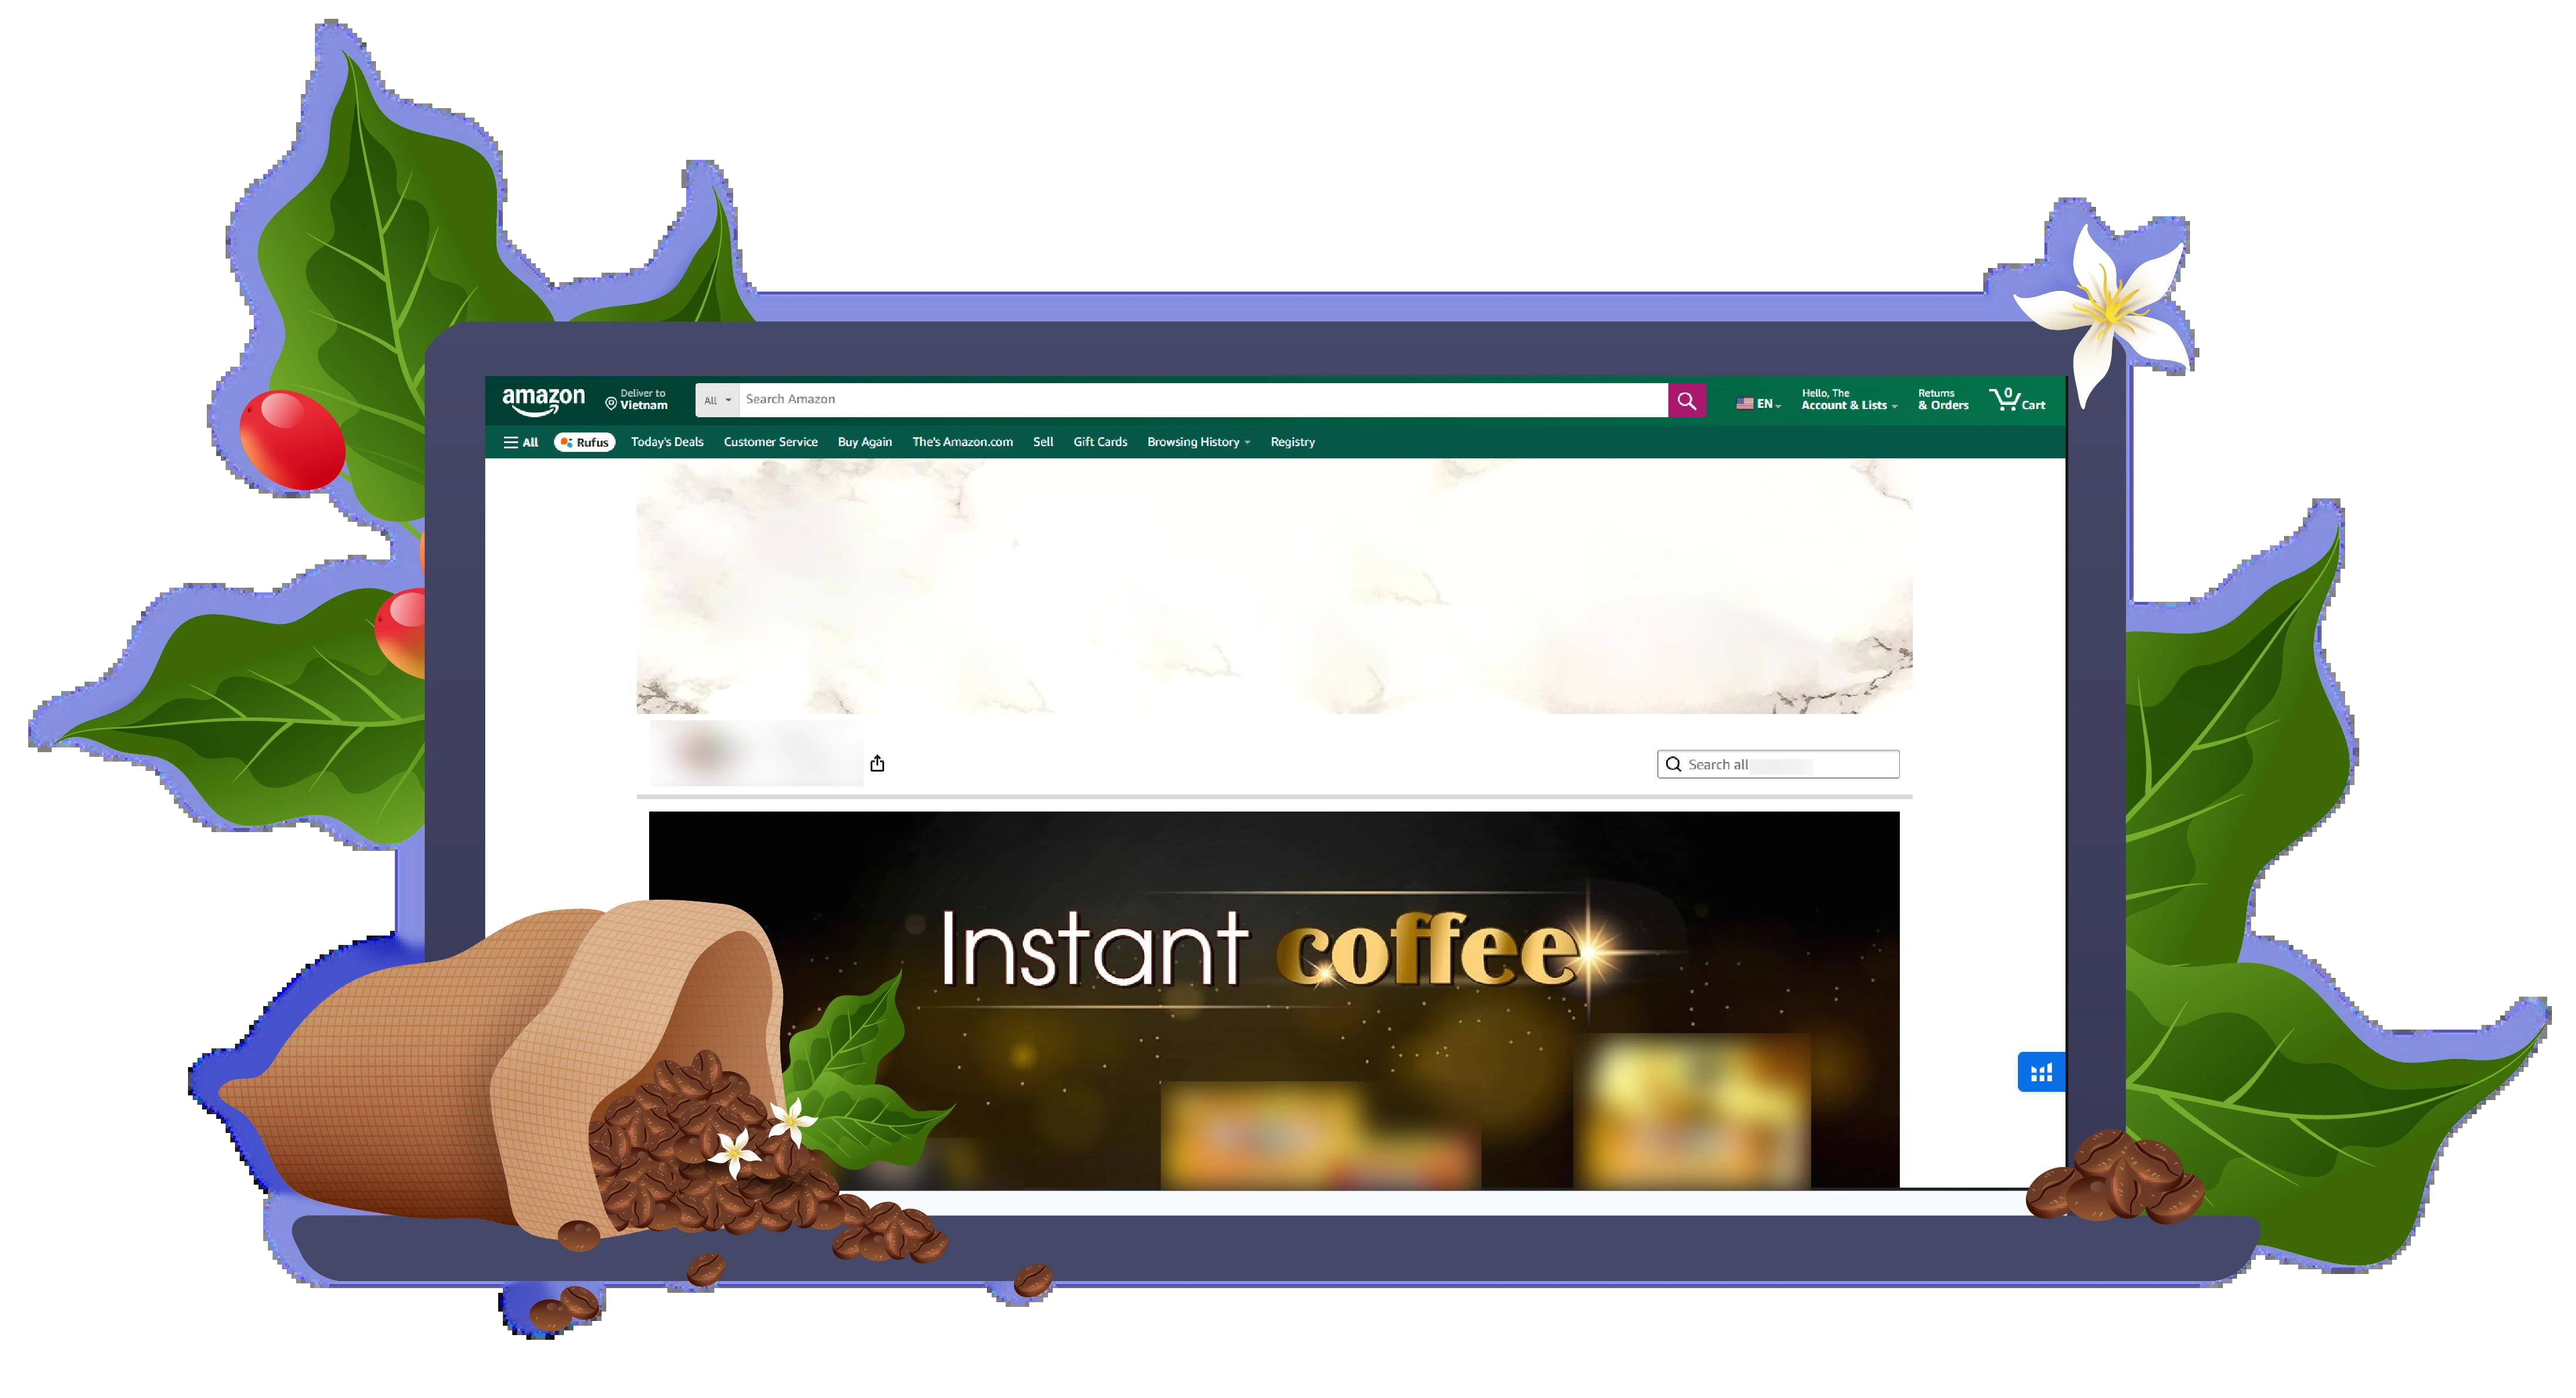 amazon
Deliver to
Vietnam
All
Search Amazon
EN
Hello, The
Account & Lists
Returns
& Orders
0
Cart
All
Rufus
Today's Deals
Customer Service
Buy Again
The's Amazon.com
Sell
Gift Cards
Browsing History
Registry
Search all
Instant coffee